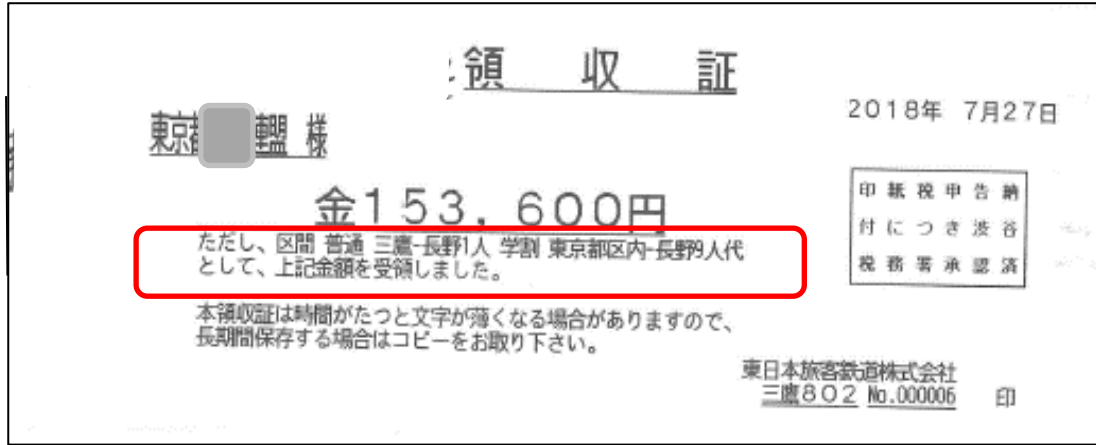 領収証
2018年 7月27日
東京都 連盟 様
金153,600円
印紙税申告納
付につき渋谷
税務署承認済
ただし、区間 普通 三鷹-長野1人 学割 東京都区内-長野9人代
として、上記金額を受領しました。
本領収証は時間がたつと文字が薄くなる場合がありますので、
長期間保存する場合はコピーをお取り下さい。
東日本旅客鉄道株式会社
三鷹802 No.000006 印